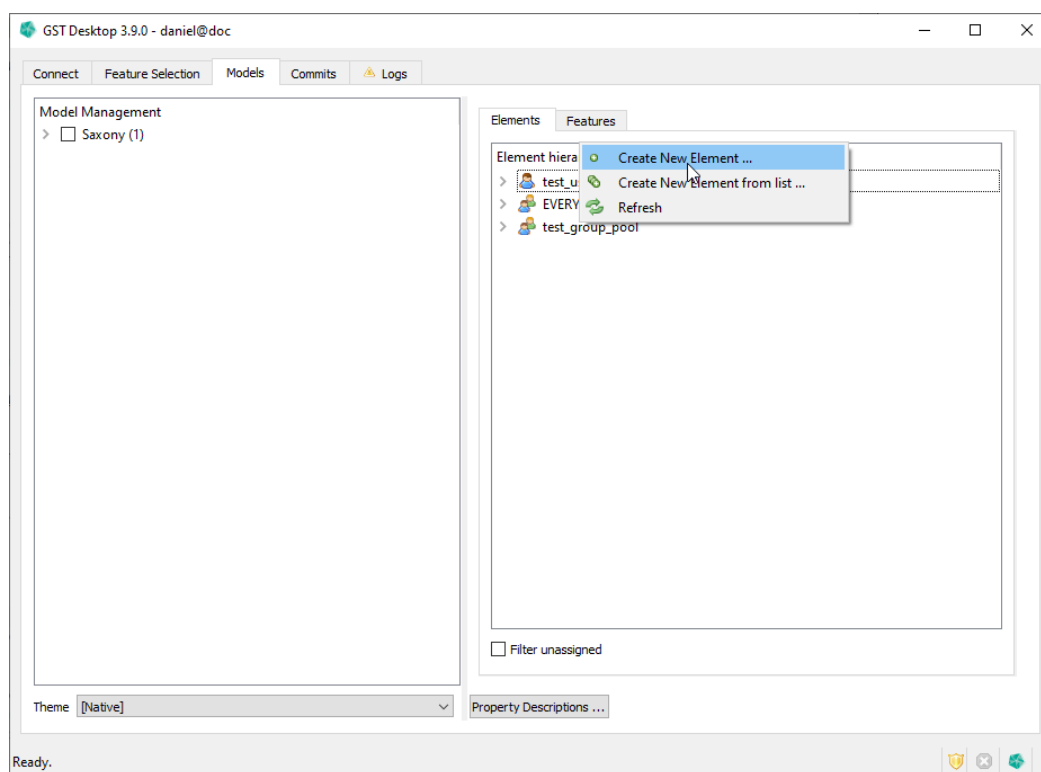 GST Desktop 3.9.0 - daniel@doc
Connect Feature Selection Models Commits Logs
Model Management
Saxony (1)
Elements Features
Element hiera
Create New Element ...
test_u
Create New Element from list ...
EVERY
Refresh
test_group_pool
Filter unassigned
Theme [Native]
Property Descriptions ...
Ready.